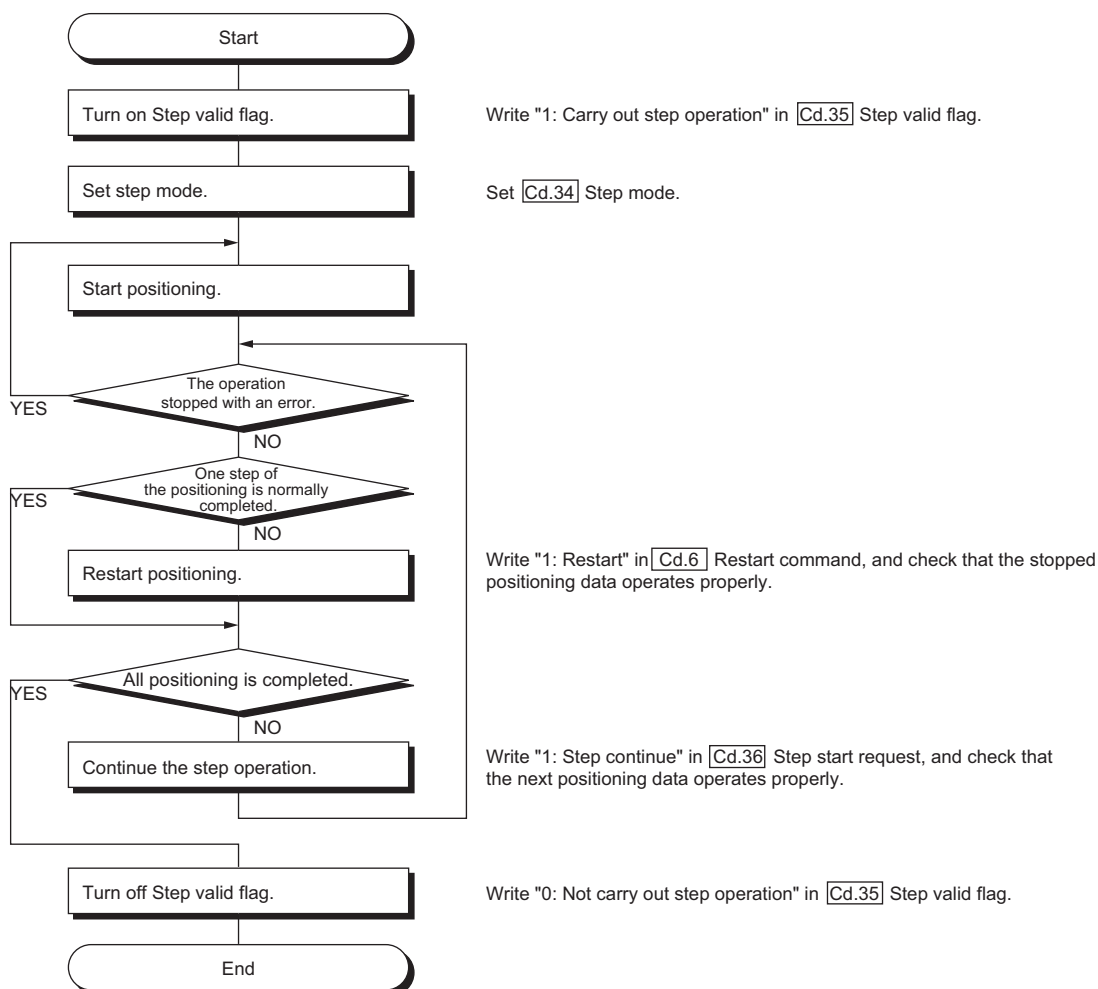 Start
Turn on Step valid flag.
Write "1: Carry out step operation" in Cd.35 Step valid flag.
Set step mode.
Set Cd.34 Step mode.
Start positioning.
The operation
stopped with an error.
YES
NO
One step of
the positioning is normally
completed.
YES
NO
Restart positioning.
Write "1: Restart" in Cd.6 Restart command, and check that the stopped
positioning data operates properly.
All positioning is completed.
YES
NO
Continue the step operation.
Write "1: Step continue" in Cd.36 Step start request, and check that
the next positioning data operates properly.
Turn off Step valid flag.
Write "0: Not carry out step operation" in Cd.35 Step valid flag.
End